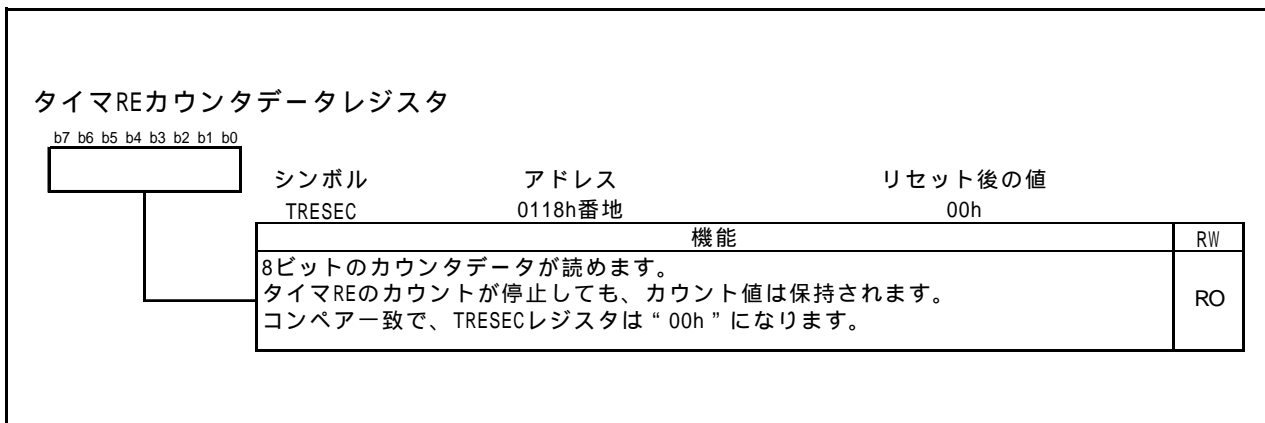 タイマREカウンタデータレジスタ
b7 b6 b5 b4 b3 b2 b1 b0
シンボル アドレス リセット後の値
TRESEC 0118h番地 00h
機能 RW
8ビットのカウンタデータが読めます。
タイマREのカウントが停止しても、カウント値は保持されます。
コンペア一致で、TRESECレジスタは“00h”になります。
RO